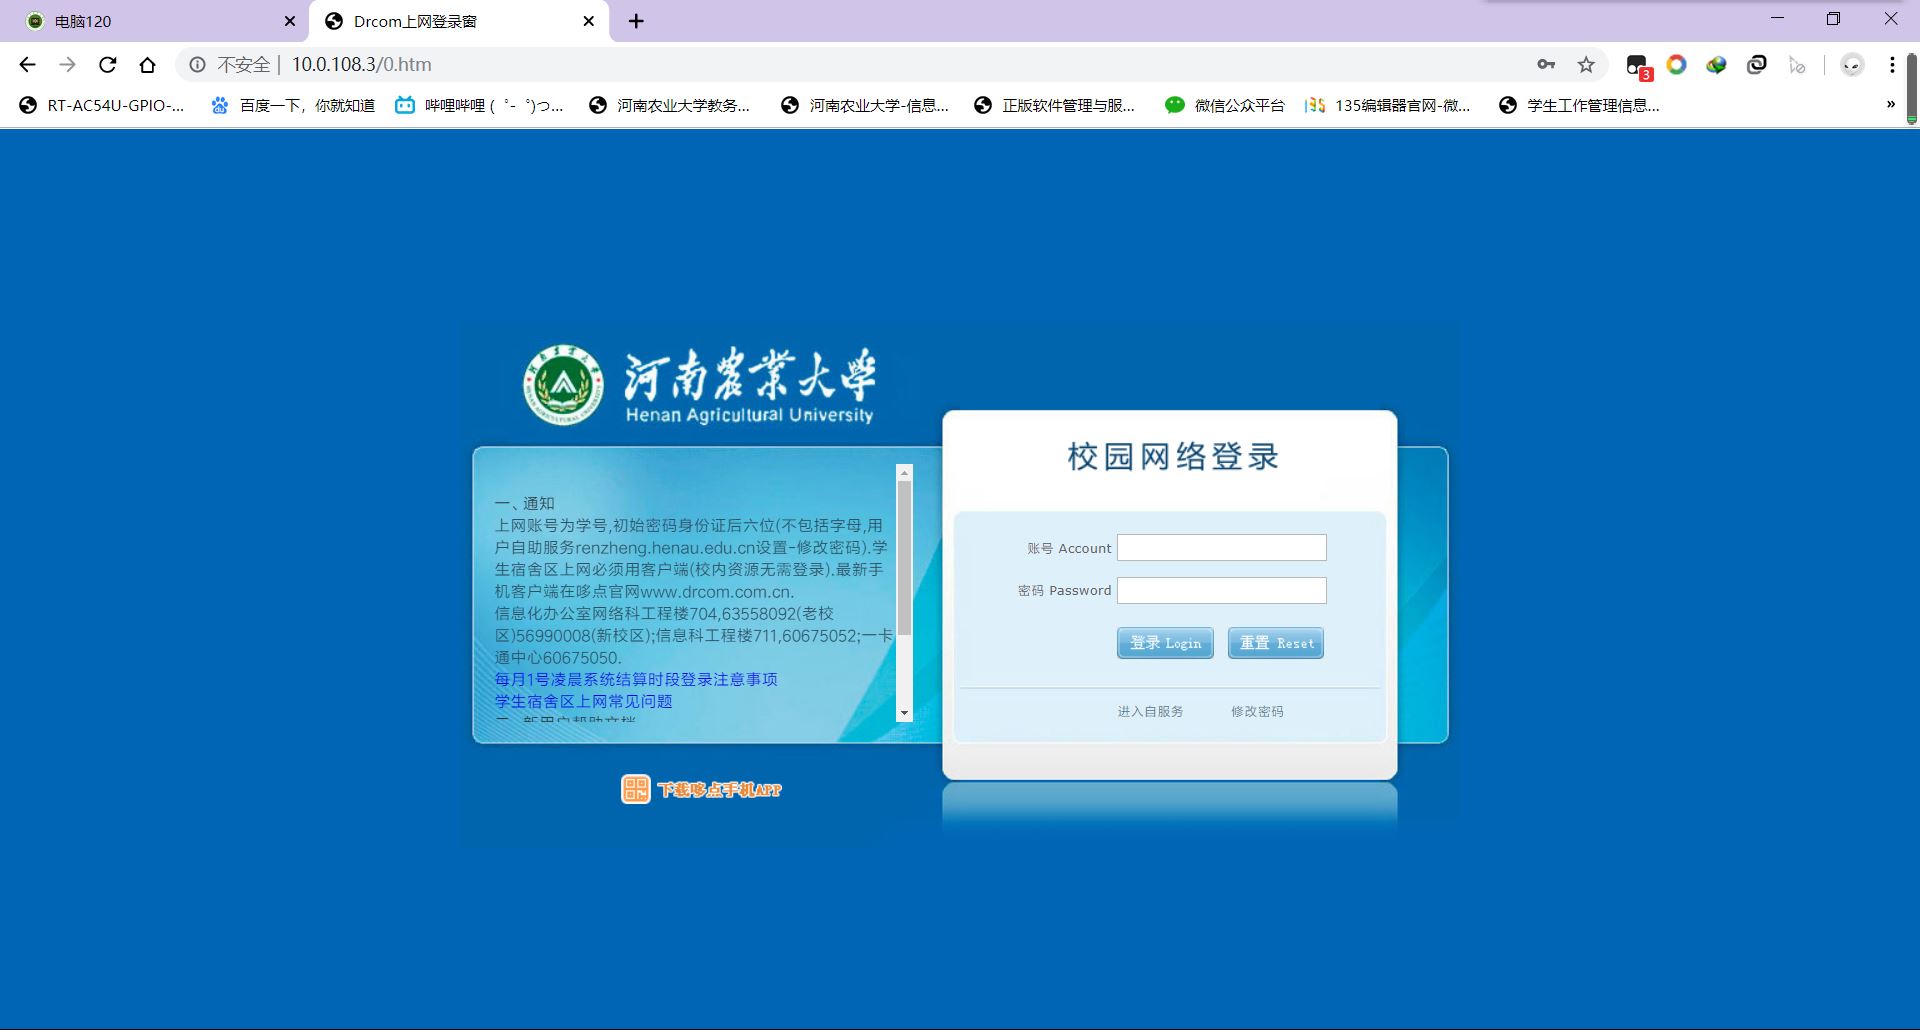 电脑120
Drcom上网登录窗
不安全 | 10.0.108.3/0.htm
3
RT-AC54U-GPIO-...
百度一下，你就知道
哔哩哔哩 ( ゜- ゜)つ...
河南农业大学教务...
河南农业大学-信息...
正版软件管理与服...
微信公众平台
135编辑器官网-微...
学生工作管理信息...
»
河南农业大学
Henan Agricultural University
校园网络登录
一、通知
上网账号为学号,初始密码身份证后六位(不包括字母,用
户自助服务renzheng.henau.edu.cn设置-修改密码).学
生宿舍区上网必须用客户端(校内资源无需登录).最新手
机客户端在哆点官网www.drcom.com.cn.
信息化办公室网络科工程楼704,63558092(老校
区)56990008(新校区);信息科工程楼711,60675052;一卡
通中心60675050.
每月1号凌晨系统结算时段登录注意事项
学生宿舍区上网常见问题
二、新用户帮助文档
账号 Account
密码 Password
登录 Login
重置 Reset
进入自服务
修改密码
下载哆点手机APP